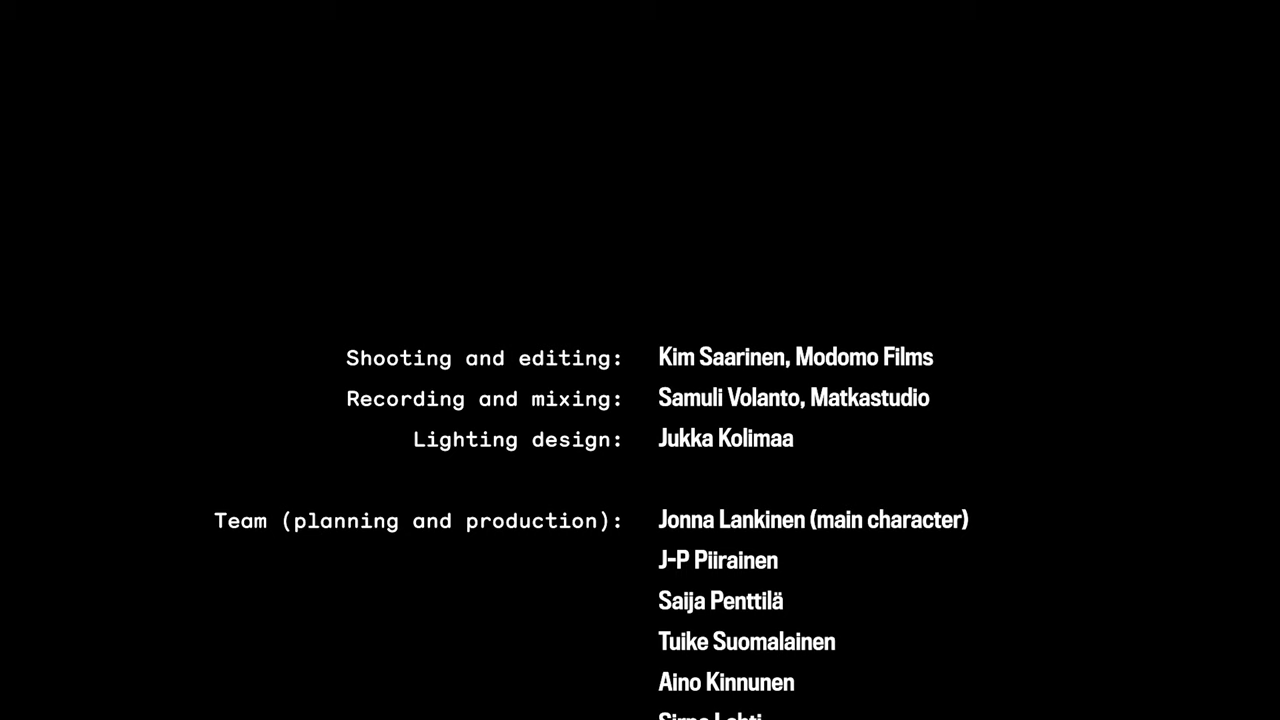 Shooting and editing: Kim Saarinen, Modomo Films
Recording and mixing: Samuli Volanto, Matkastudio
Lighting design: Jukka Kolimaa
Team (planning and production): Jonna Lankinen (main character)
J-P Piirainen
Saija Penttilä
Tuike Suomalainen
Aino Kinnunen